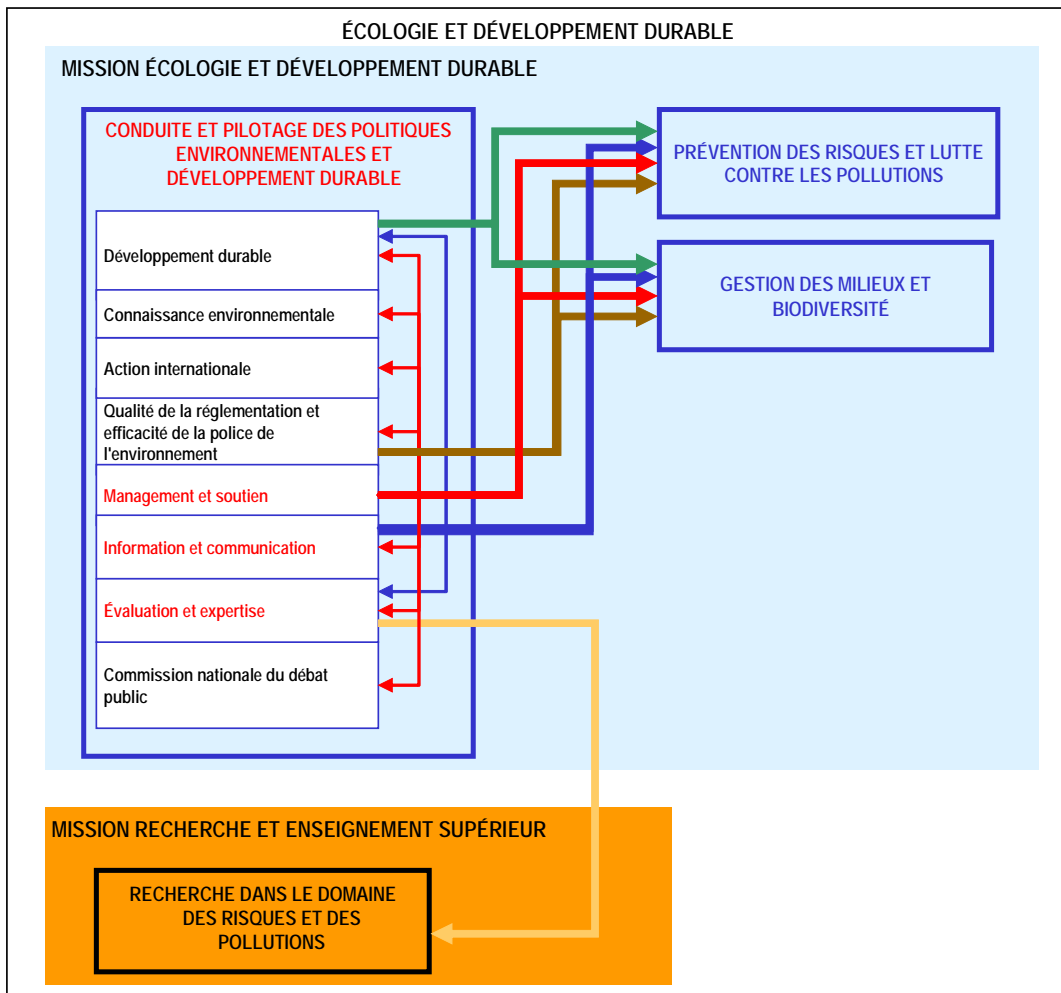 ÉCOLOGIE ET DÉVELOPPEMENT DURABLE
MISSION ÉCOLOGIE ET DÉVELOPPEMENT DURABLE
CONDUITE ET PILOTAGE DES POLITIQUES
ENVIRONNEMENTALES ET
DÉVELOPPEMENT DURABLE
Développement durable
Connaissance environnementale
Action internationale
Qualité de la réglementation et
efficacité de la police de
l'environnement
Management et soutien
Information et communication
Évaluation et expertise
Commission nationale du débat
public
PRÉVENTION DES RISQUES ET LUTTE
CONTRE LES POLLUTIONS
GESTION DES MILIEUX ET
BIODIVERSITÉ
MISSION RECHERCHE ET ENSEIGNEMENT SUPÉRIEUR
RECHERCHE DANS LE DOMAINE
DES RISQUES ET DES
POLLUTIONS